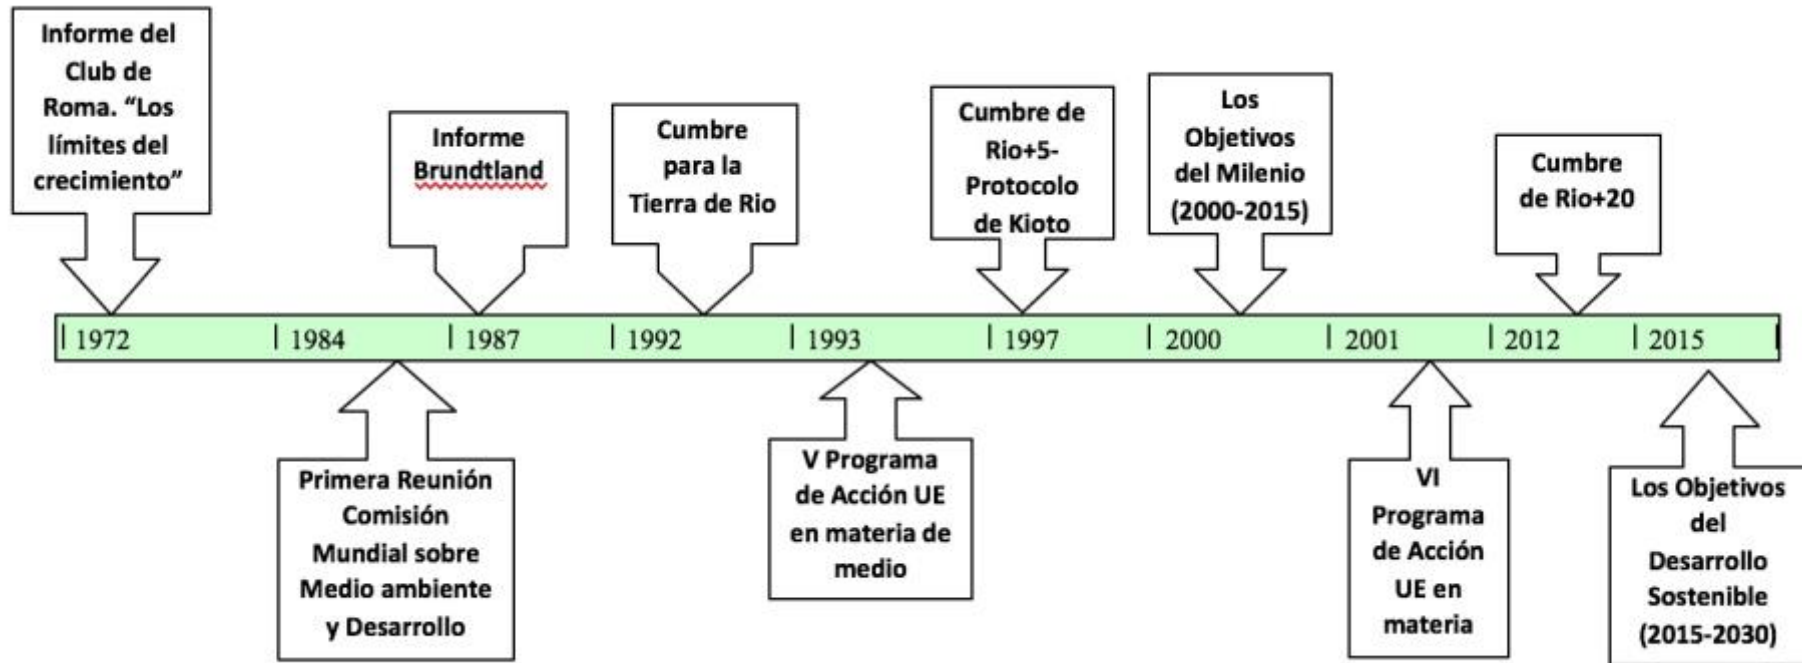 Informe del
Club de
Roma. “Los
límites del
crecimiento”
Informe
Brundtland
Cumbre
para la
Tierra de Rio
Cumbre de
Rio+5-
Protocolo
de Kioto
Los
Objetivos
del Milenio
(2000-2015)
Cumbre
de Rio+20
1972
1984
1987
1992
1993
1997
2000
2001
2012
2015
Primera Reunión
Comisión
Mundial sobre
Medio ambiente
y Desarrollo
V Programa
de Acción UE
en materia de
medio
VI
Programa
de Acción
UE en
materia
Los Objetivos
del
Desarrollo
Sostenible
(2015-2030)